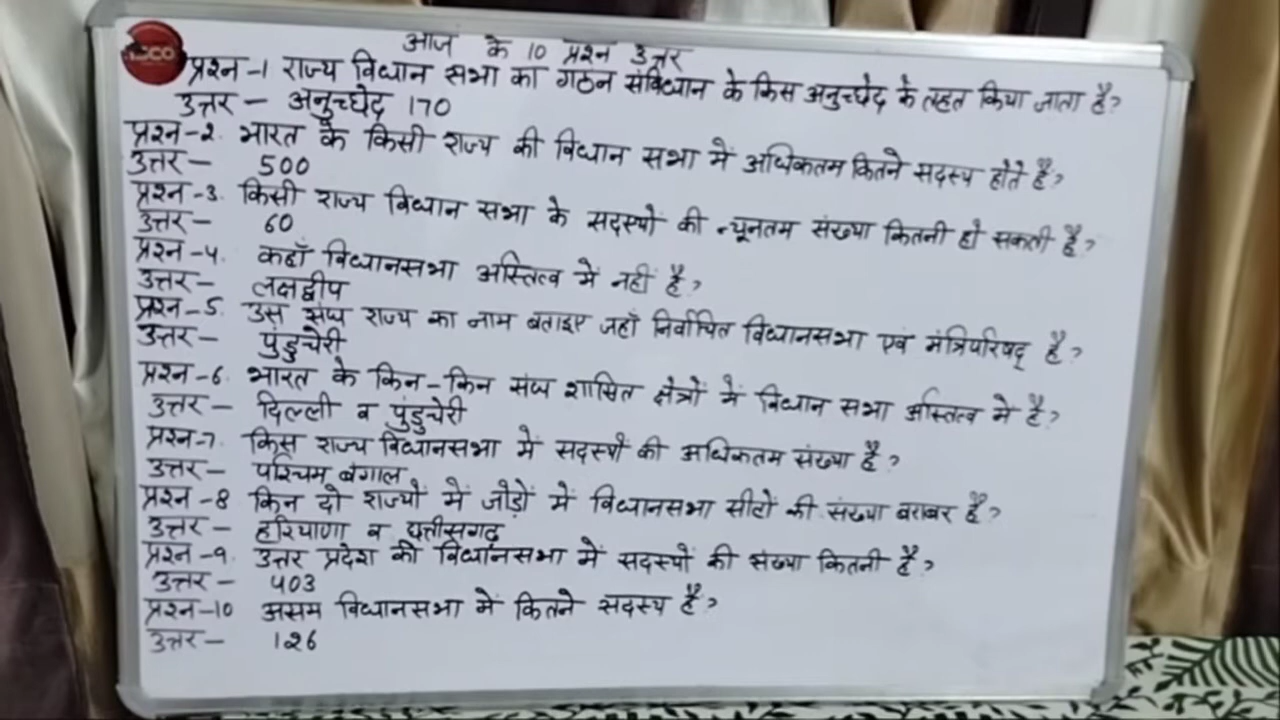 आज के 10 प्रश्न उत्तर
प्रश्न-1 राज्य विधान सभा का गठन संविधान के किस अनुच्छेद के तहत किया जाता है?
उत्तर - अनुच्छेद 170
प्रश्न-2. भारत के किसी राज्य की विधान सभा में अधिकतम कितने सदस्य होते है?
उत्तर - 500
प्रश्न-3. किसी राज्य विधान सभा के सदस्यों की न्यूनतम संख्या कितनी हो सकती है?
उत्तर - 60
प्रश्न-4. कहाँ विधानसभा अस्तित्व में नहीं है?
उत्तर - लक्षद्वीप
प्रश्न-5. उस संघ राज्य का नाम बताइए जहाँ निर्वाचित विधानसभा एवं मंत्रिपरिषद् है?
उत्तर - पुंडुचेरी
प्रश्न-6. भारत के किन-किन संघ शासित क्षेत्रों में विधान सभा अस्तित्व मे है?
उत्तर - दिल्ली व पुंडुचेरी
प्रश्न-7. किस राज्य विधानसभा में सदस्यों की अधिकतम संख्या है?
उत्तर - पश्चिम बंगाल
प्रश्न-8 किन दो राज्यों में जोड़ों में विधानसभा सीटों की संख्या बराबर है?
उत्तर - हरियाणा व छत्तीसगढ़
प्रश्न-9. उत्तर प्रदेश की विधानसभा में सदस्यों की संख्या कितनी है?
उत्तर - 403
प्रश्न-10 असम विधानसभा में कितने सदस्य है?
उत्तर - 126